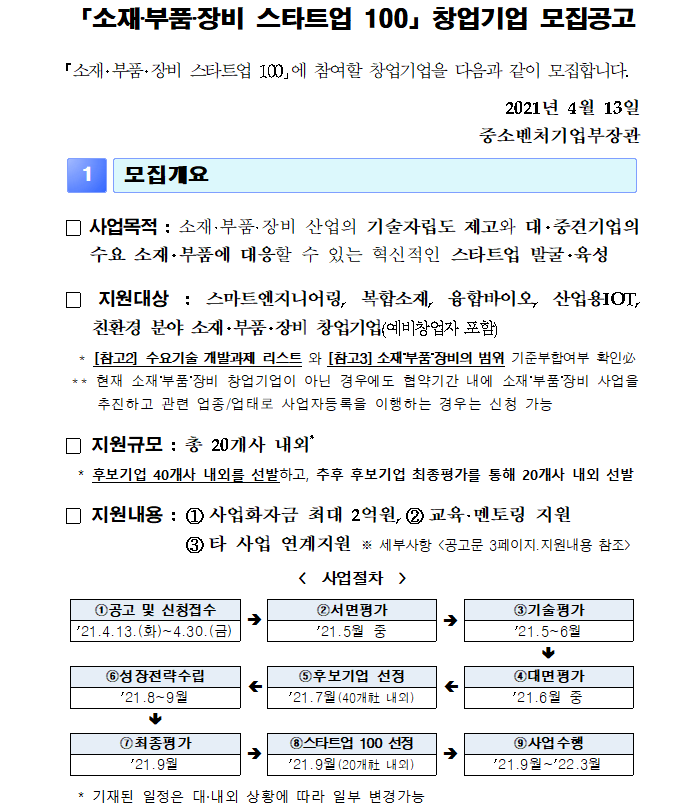 「소재·부품·장비 스타트업 100」 창업기업 모집공고
「소재·부품·장비 스타트업 100」에 참여할 창업기업을 다음과 같이 모집합니다.
2021년 4월 13일
중소벤처기업부장관
1 모집개요
□ 사업목적 : 소재·부품·장비 산업의 기술자립도 제고와 대·중견기업의
수요 소재·부품에 대응할 수 있는 혁신적인 스타트업 발굴·육성
□ 지원대상 : 스마트엔지니어링, 복합소재, 융합바이오, 산업용IOT,
친환경 분야 소재·부품·장비 창업기업(예비창업자 포함)
* [참고2] 수요기술 개발과제 리스트 와 [참고3] 소재·부품·장비의 범위 기준부합여부 확인必
** 현재 소재·부품·장비 창업기업이 아닌 경우에도 협약기간 내에 소재·부품·장비 사업을
추진하고 관련 업종/업태로 사업자등록을 이행하는 경우는 신청 가능
□ 지원규모 : 총 20개사 내외*
* 후보기업 40개사 내외를 선발하고, 추후 후보기업 최종평가를 통해 20개사 내외 선발
□ 지원내용 : ① 사업화자금 최대 2억원, ② 교육·멘토링 지원
③ 타 사업 연계지원 ※ 세부사항 <공고문 3페이지.지원내용 참조>
< 사업절차 >
①공고 및 신청접수 ➔ ②서면평가 ➔ ③기술평가
'21.4.13.(화)~4.30.(금) '21.5월 중 '21.5~6월
🡻
⑥성장전략수립 🡸 ⑤후보기업 선정 🡸 ④대면평가
'21.8~9월 '21.7월(40개社 내외) '21.6월 중
🡻
⑦최종평가 ➔ ⑧스타트업 100 선정 ➔ ⑨사업수행
'21.9월 '21.9월(20개社 내외) '21.9월~'22.3월
* 기재된 일정은 대·내외 상황에 따라 일부 변경가능